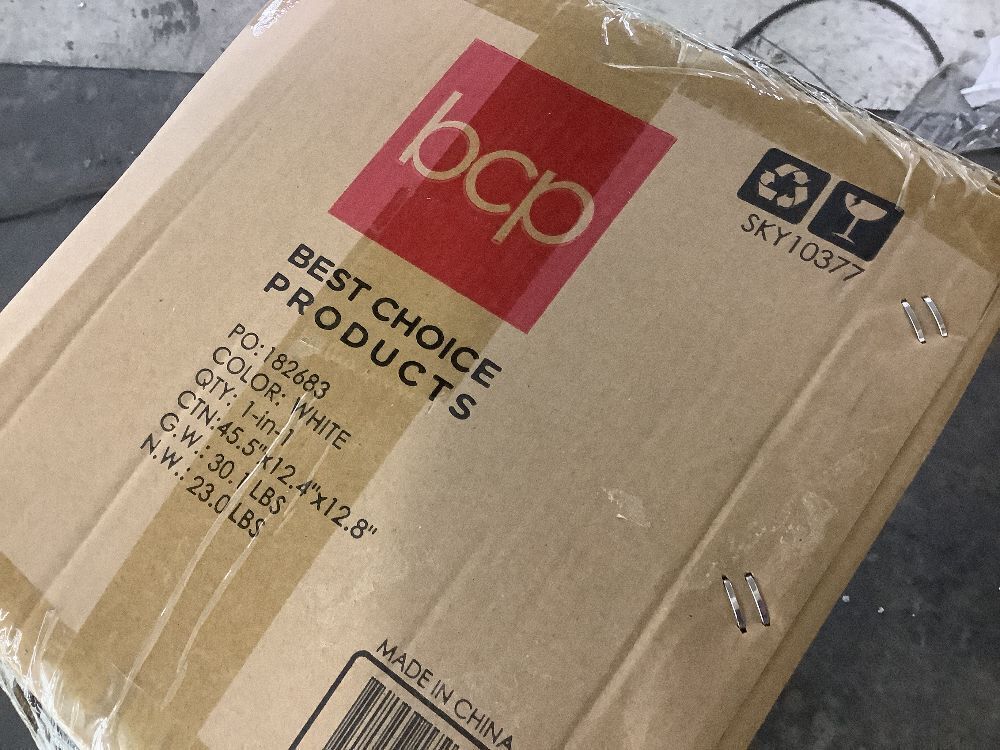 bcp
BEST CHOICE
PRODUCTS
SKY10377
PO: 182683
COLOR: WHITE
QTY: 1-in-1
CTN:45.5"x12.4"x12.8"
G.W.: 30.1 LBS
N.W.: 23.0 LBS
MADE IN CHINA